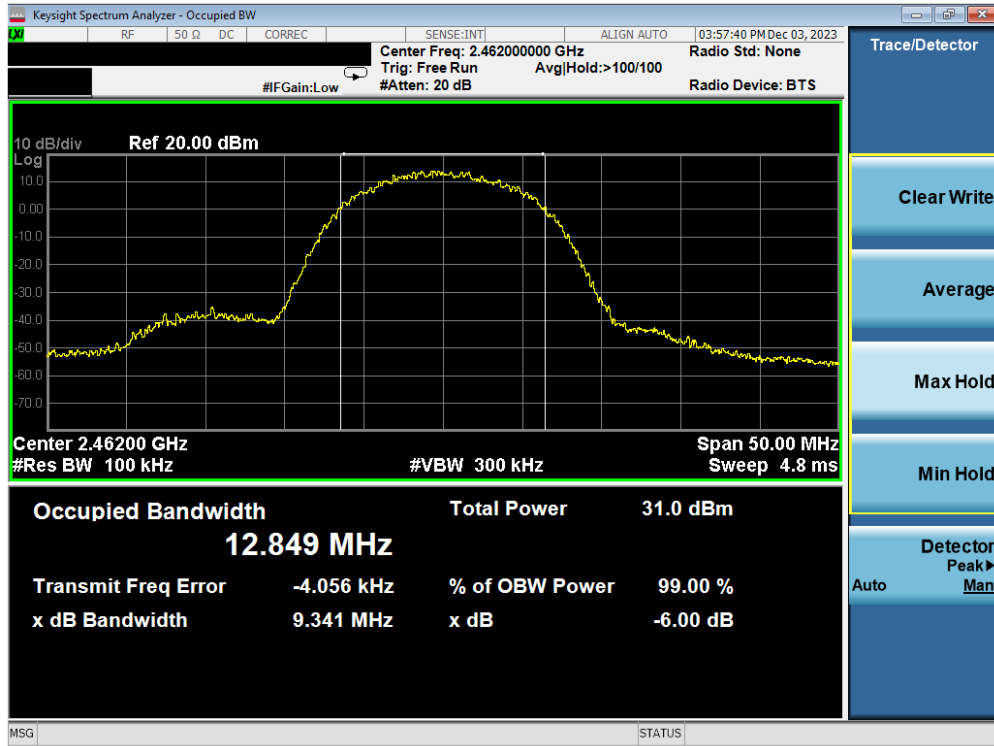 Keysight Spectrum Analyzer - Occupied BW
LXI RF 50 Ω DC CORREC SENSE:INT ALIGN AUTO 03:57:40 PM Dec 03, 2023
Center Freq: 2.462000000 GHz Radio Std: None
Trig: Free Run Avg|Hold:>100/100
#IFGain:Low #Atten: 20 dB Radio Device: BTS
10 dB/div Ref 20.00 dBm
Log
10.0
0.00
-10.0
-20.0
-30.0
-40.0
-50.0
-60.0
-70.0
Center 2.46200 GHz Span 50.00 MHz
#Res BW 100 kHz #VBW 300 kHz Sweep 4.8 ms
Occupied Bandwidth Total Power 31.0 dBm
12.849 MHz
Transmit Freq Error -4.056 kHz % of OBW Power 99.00 %
x dB Bandwidth 9.341 MHz x dB -6.00 dB
Trace/Detector
Clear Write
Average
Max Hold
Min Hold
Detector
Peak▶
Auto Man
MSG STATUS